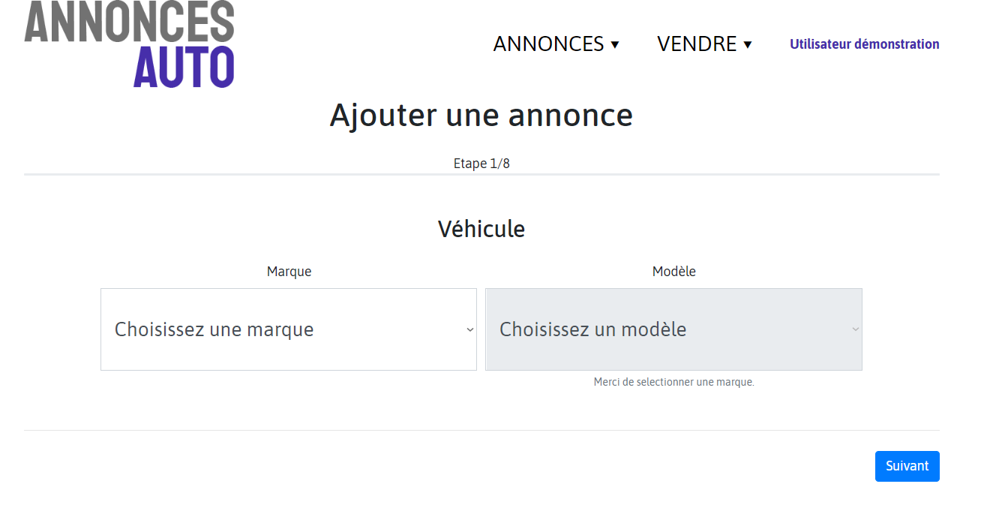 ANNONCES
AUTO
ANNONCES ▼
VENDRE ▼
Utilisateur démonstration
Ajouter une annonce
Etape 1/8
Véhicule
Marque
Modèle
Choisissez une marque
Choisissez un modèle
Merci de selectionner une marque.
Suivant